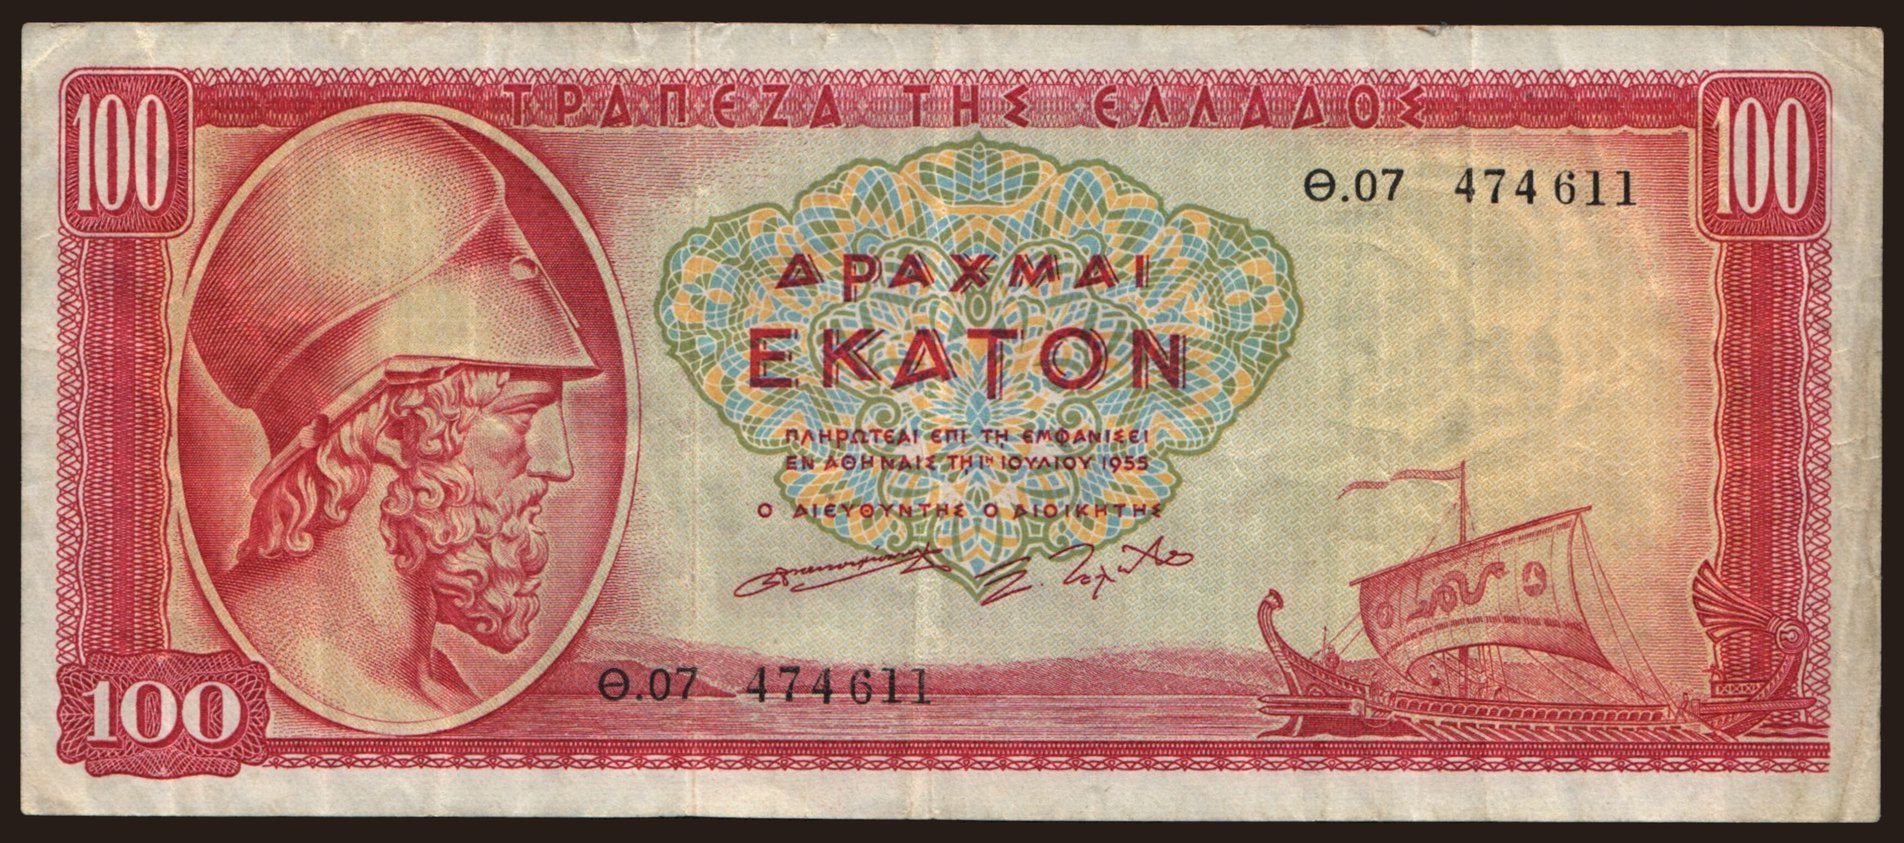 100
ΤΡΑΠΕΖΑ ΤΗΣ ΕΛΛΑΔΟΣ
100
Θ.07 474611
ΔΡΑΧΜΑΙ
ΕΚΑΤΟΝ
ΠΛΗΡΩΤΕΑΙ ΕΠΙ ΤΗ ΕΜΦΑΝΙΣΕΙ
ΕΝ ΑΘΗΝΑΙΣ ΤΗ 1ῃ ΙΟΥΛΙΟΥ 1955
Ο ΔΙΕΥΘΥΝΤΗΣ Ο ΔΙΟΙΚΗΤΗΣ
Θ.07 474611
100